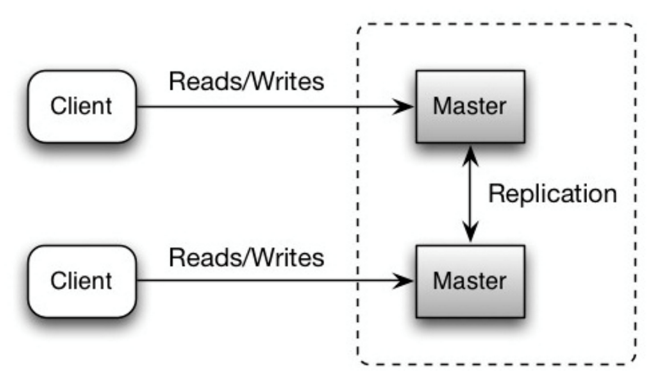 Reads/Writes
Client
Master
Replication
Reads/Writes
Client
Master